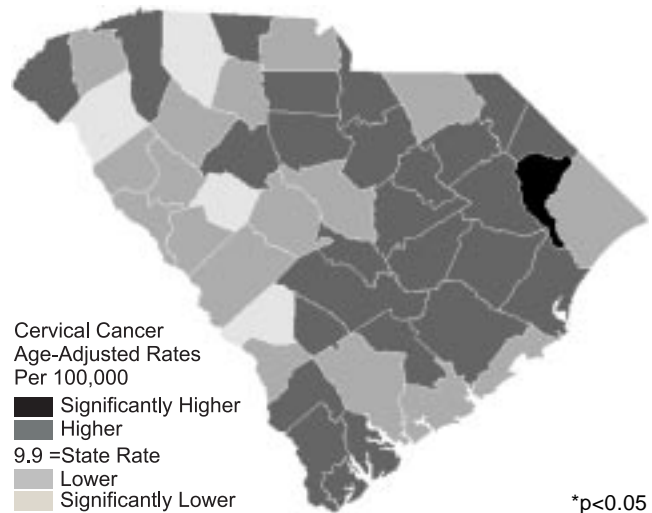 Cervical Cancer
Age-Adjusted Rates
Per 100,000
Significantly Higher
Higher
9.9 =State Rate
Lower
Significantly Lower
*p<0.05